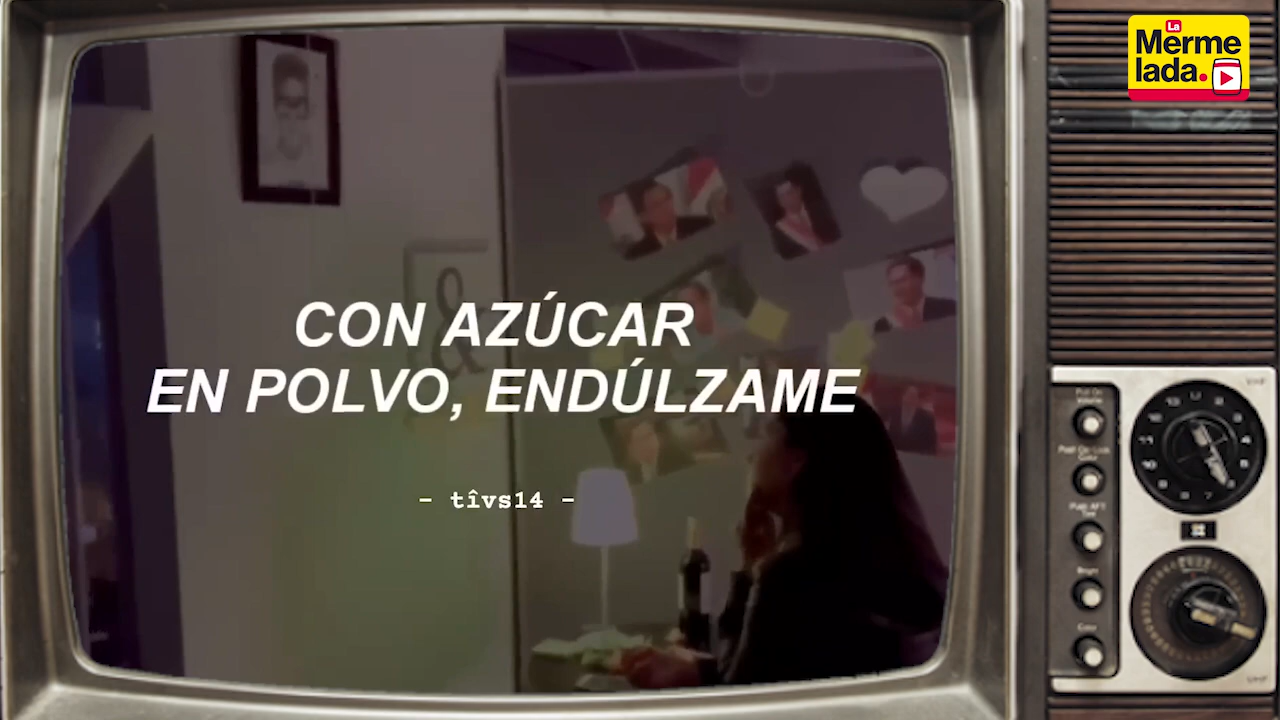 La
Merme
lada.
CON AZÚCAR
EN POLVO, ENDÚLZAME
- tîvs14 -
&